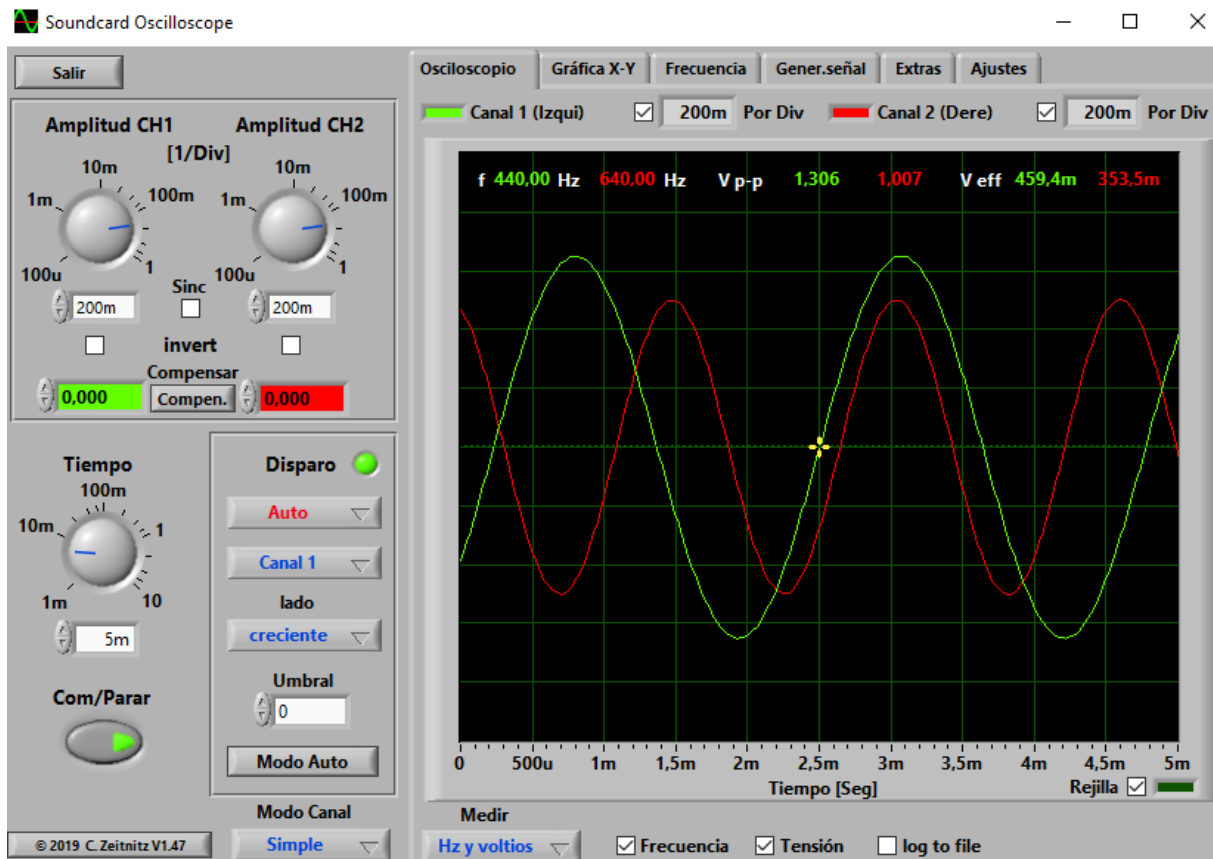 Soundcard Oscilloscope
Salir
Amplitud CH1
Amplitud CH2
[1/Div]
10m
10m
1m
100m
1m
100m
100u
1
100u
1
Sinc
200m
200m
invert
Compensar
0,000
Compen.
0,000
Tiempo
100m
10m
1
1m
10
5m
Com/Parar
Disparo
Auto
Canal 1
lado
creciente
Umbral
0
Modo Auto
Modo Canal
Simple
© 2019 C. Zeitnitz V1.47
Osciloscopio
Gráfica X-Y
Frecuencia
Gener.señal
Extras
Ajustes
Canal 1 (Izqui)
200m
Por Div
Canal 2 (Dere)
200m
Por Div
f 440,00 Hz 640,00 Hz V p-p 1,306 1,007 V eff 459,4m 353,5m
0 500u 1m 1,5m 2m 2,5m 3m 3,5m 4m 4,5m 5m
Tiempo [Seg]
Rejilla
Medir
Hz y voltios
Frecuencia
Tensión
log to file